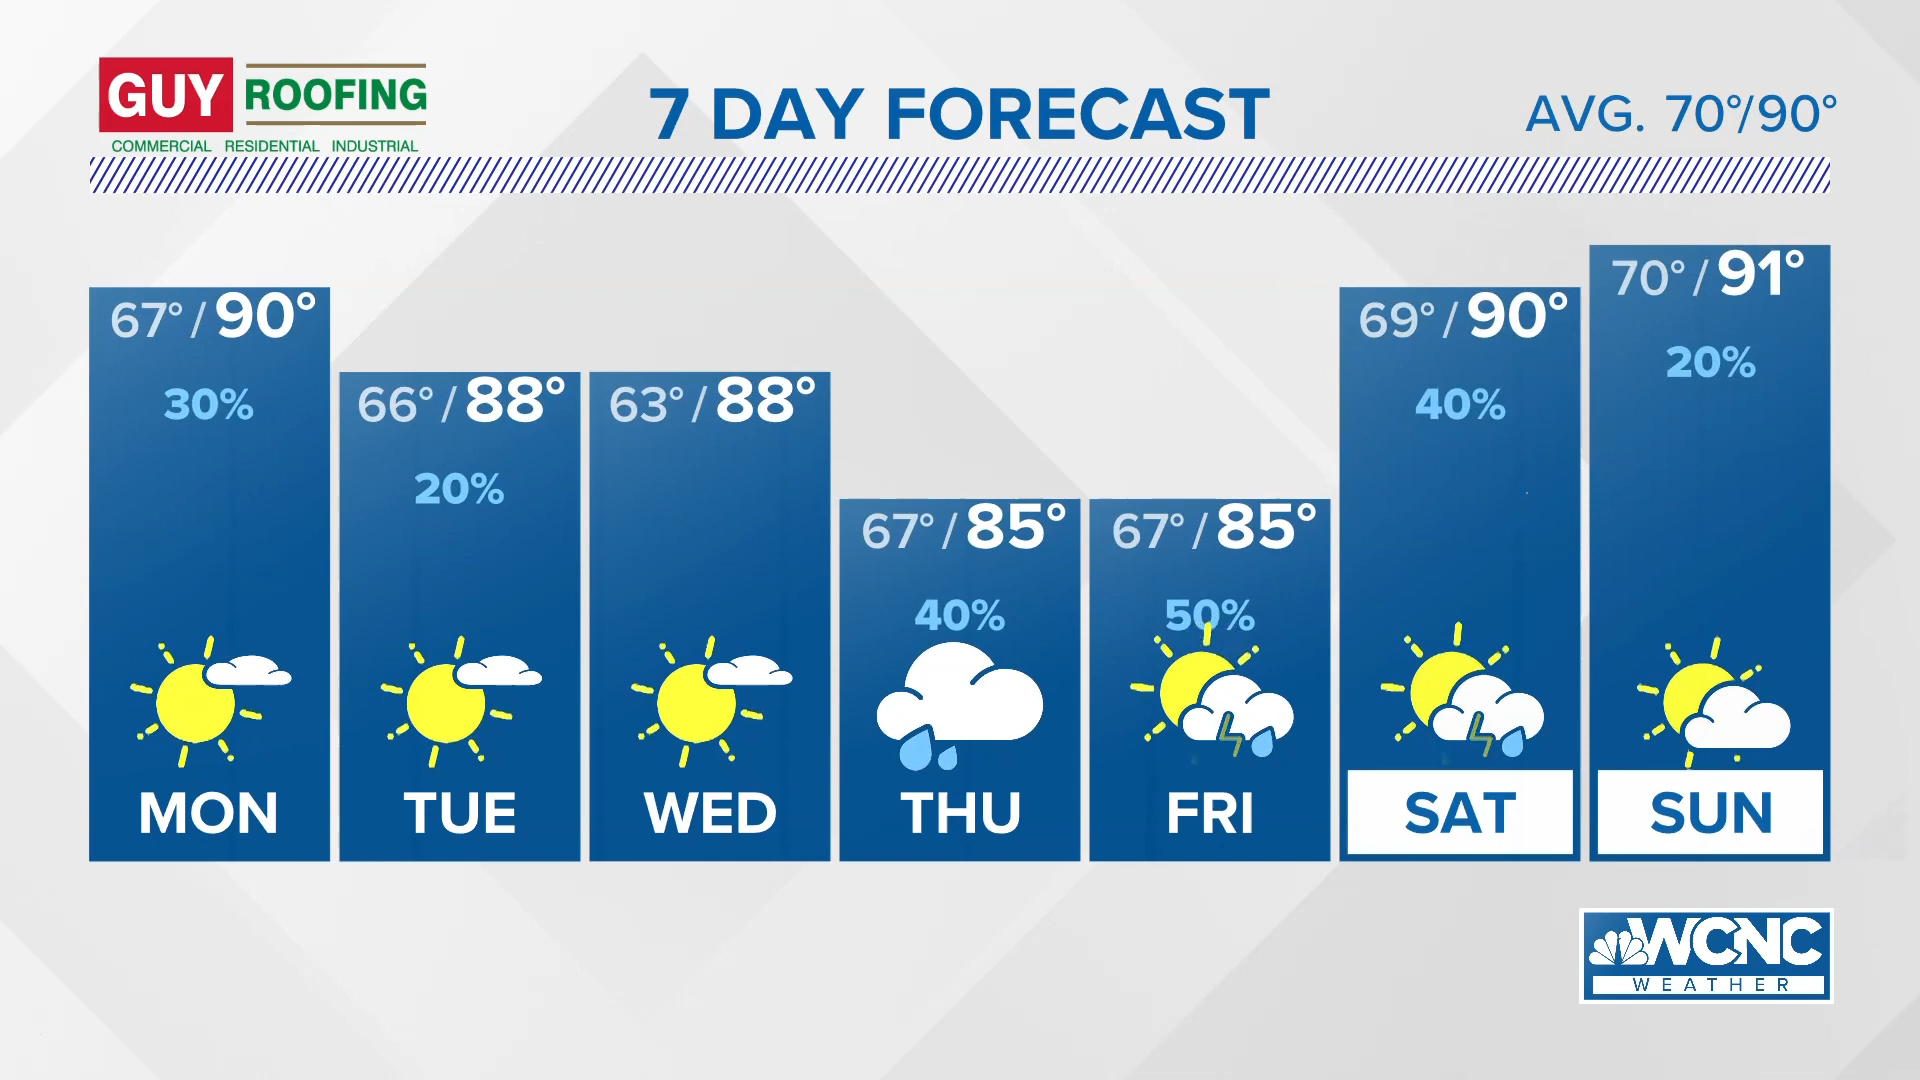 GUY ROOFING
COMMERCIAL RESIDENTIAL INDUSTRIAL
7 DAY FORECAST
AVG. 70°/90°
67° / 90°
30%
MON
66° / 88°
20%
TUE
63° / 88°
WED
67° / 85°
40%
THU
67° / 85°
50%
FRI
69° / 90°
40%
SAT
70° / 91°
20%
SUN
WCNC
WEATHER